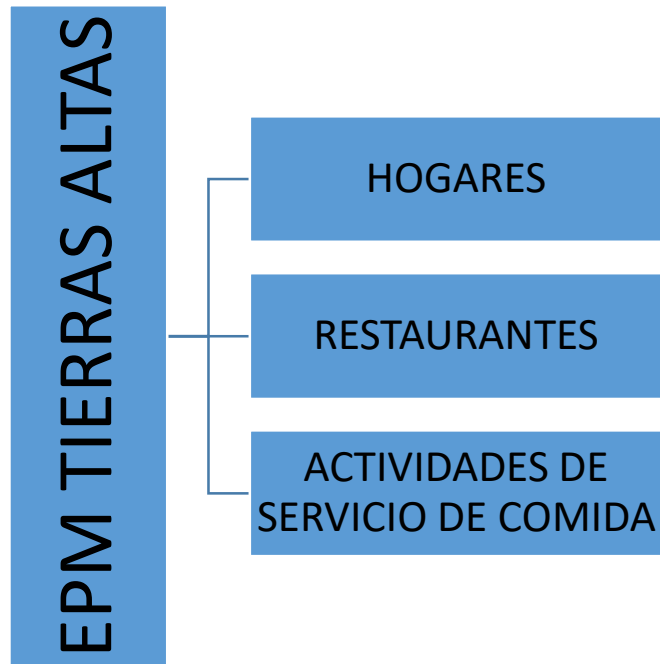 EPM TIERRAS ALTAS
HOGARES
RESTAURANTES
ACTIVIDADES DE
SERVICIO DE COMIDA